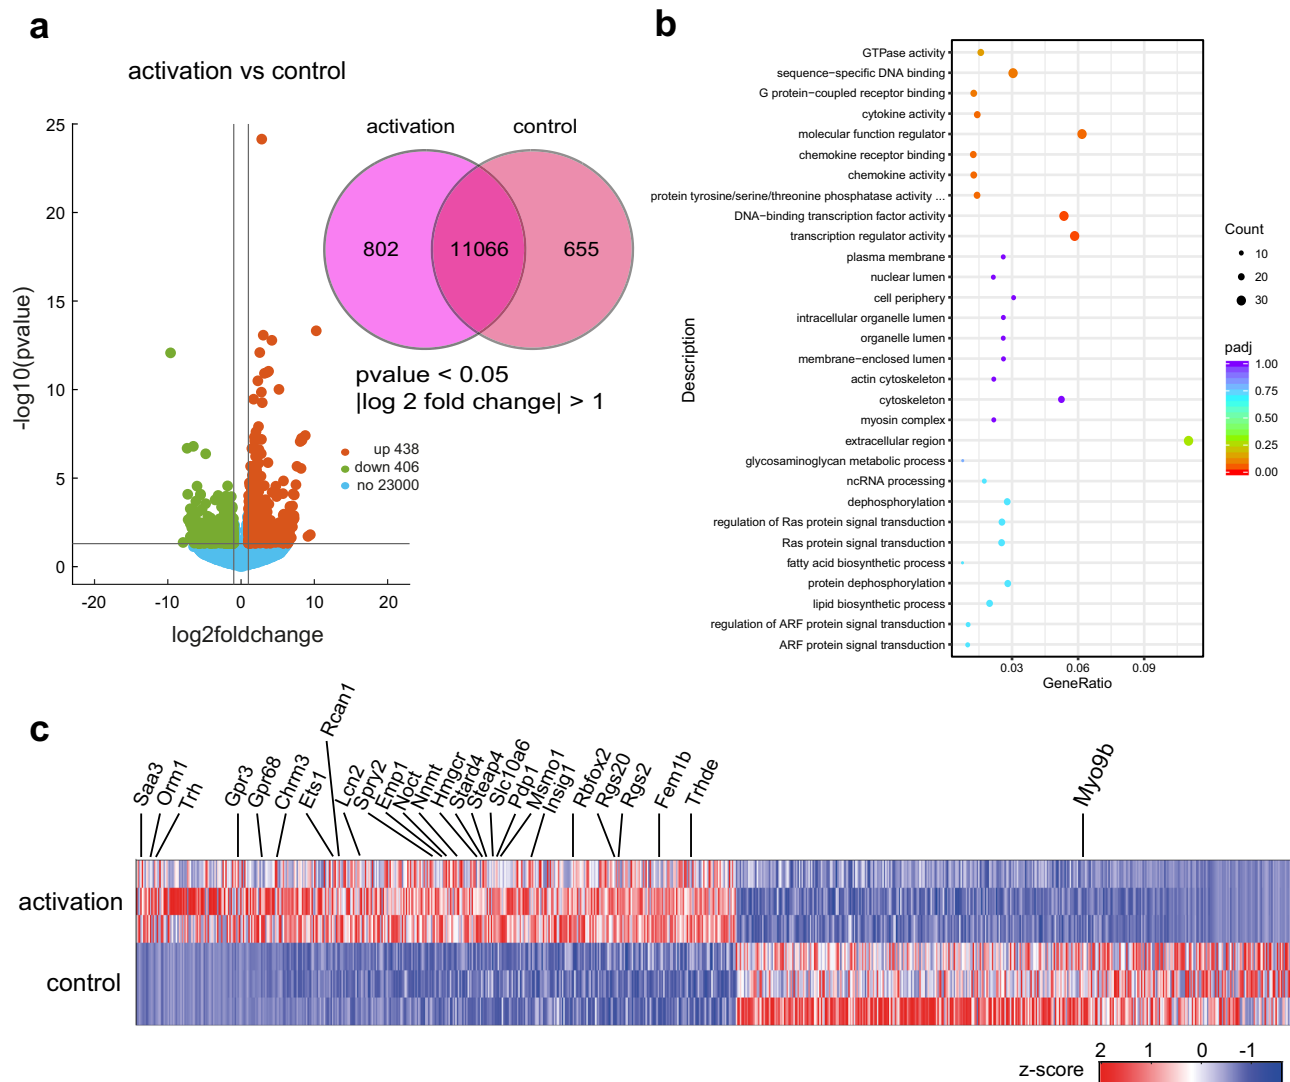 a
activation vs control
25
20
15
10
5
0
-log10(pvalue)
-20
-10
0
10
20
log2foldchange
activation
control
802
11066
655
pvalue < 0.05
|log 2 fold change| > 1
up 438
down 406
no 23000
b
Description
GTPase activity
sequence−specific DNA binding
G protein−coupled receptor binding
cytokine activity
molecular function regulator
chemokine receptor binding
chemokine activity
protein tyrosine/serine/threonine phosphatase activity ...
DNA−binding transcription factor activity
transcription regulator activity
plasma membrane
nuclear lumen
cell periphery
intracellular organelle lumen
organelle lumen
membrane−enclosed lumen
actin cytoskeleton
cytoskeleton
myosin complex
extracellular region
glycosaminoglycan metabolic process
ncRNA processing
dephosphorylation
regulation of Ras protein signal transduction
Ras protein signal transduction
fatty acid biosynthetic process
protein dephosphorylation
lipid biosynthetic process
regulation of ARF protein signal transduction
ARF protein signal transduction
0.03
0.06
0.09
GeneRatio
Count
10
20
30
padj
1.00
0.75
0.50
0.25
0.00
c
Saa3
Orm1
Trh
Gpr3
Gpr68
Chrm3
Ets1
Rcan1
Lcn2
Spry2
Emp1
Noct
Nnmt
Hmgcr
Stard4
Steap4
Slc10a6
Pdp1
Msmo1
Insig1
Rbfox2
Rgs20
Rgs2
Fem1b
Trhde
Myo9b
activation
control
z-score
2
1
0
-1